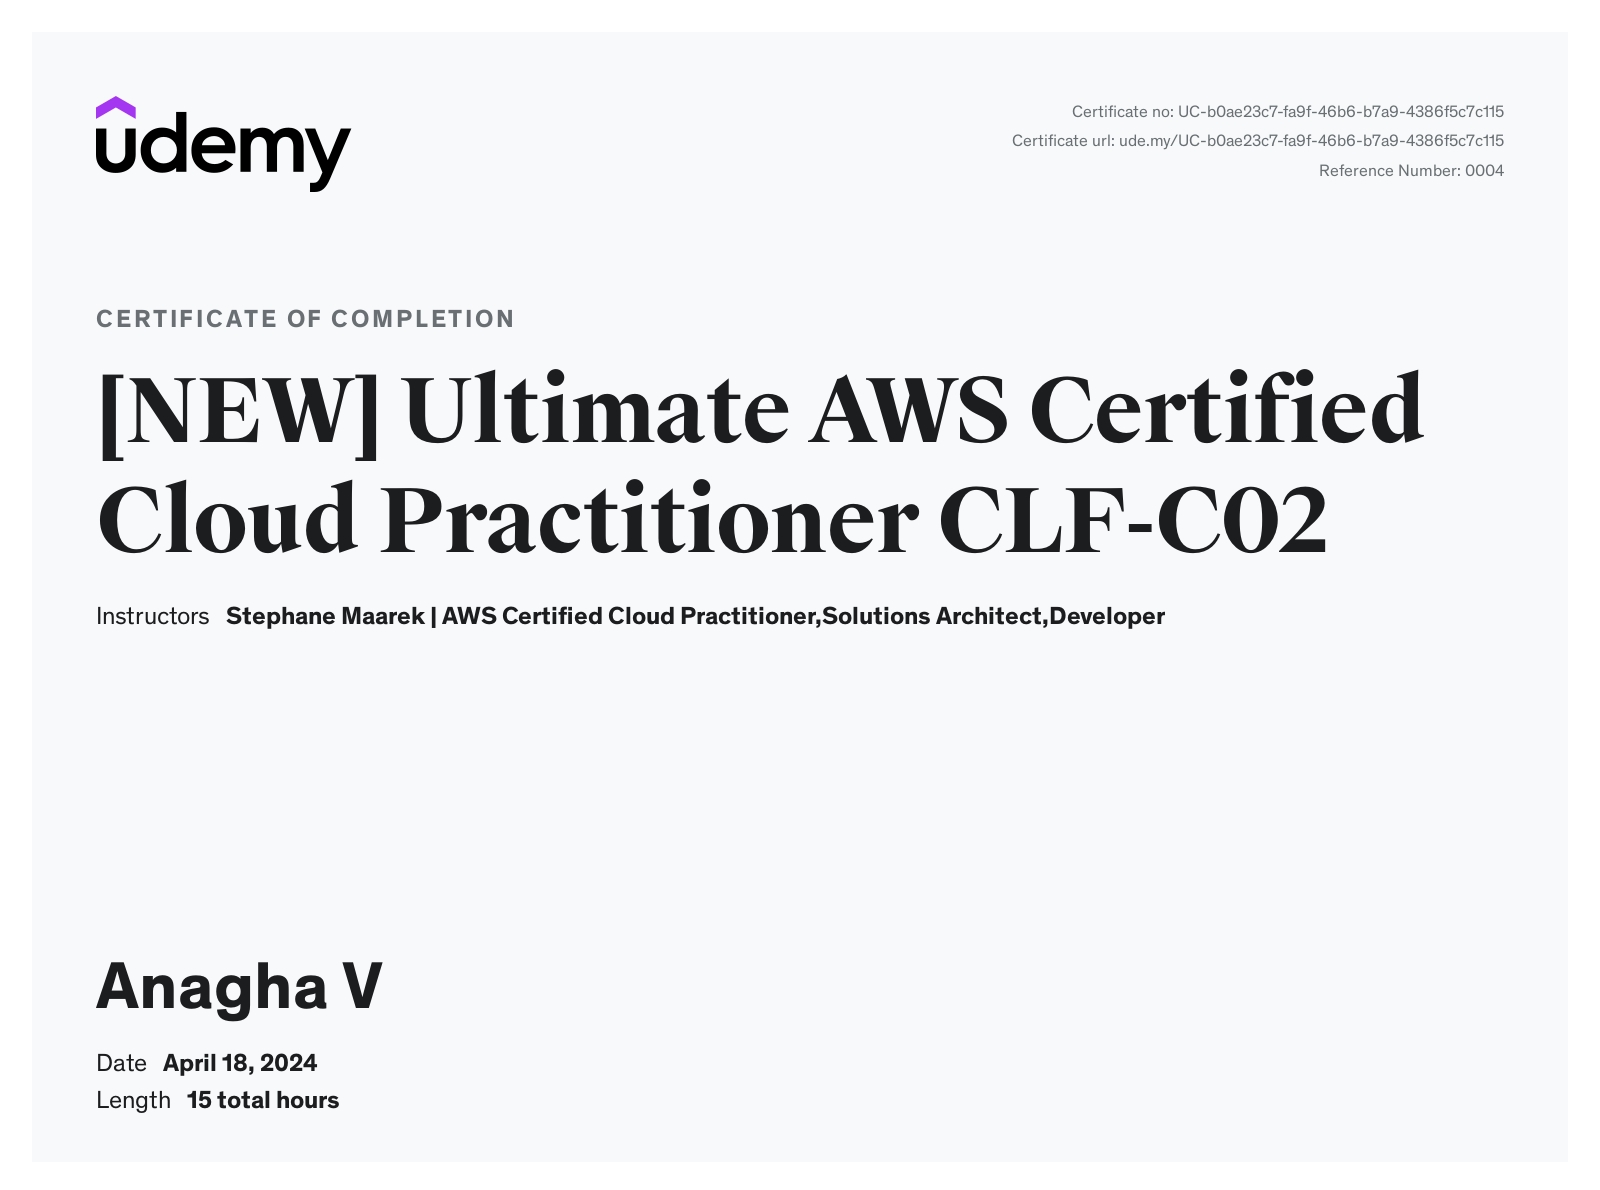 udemy
Certificate no: UC-b0ae23c7-fa9f-46b6-b7a9-4386f5c7c115
Certificate url: ude.my/UC-b0ae23c7-fa9f-46b6-b7a9-4386f5c7c115
Reference Number: 0004
CERTIFICATE OF COMPLETION
[NEW] Ultimate AWS Certified
Cloud Practitioner CLF-C02
Instructors Stephane Maarek | AWS Certified Cloud Practitioner,Solutions Architect,Developer
Anagha V
Date April 18, 2024
Length 15 total hours